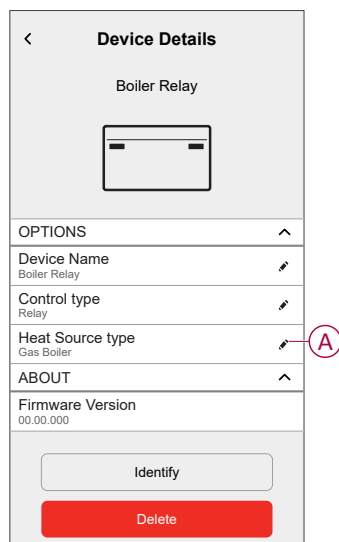 Device Details
Boiler Relay
OPTIONS
Device Name
Boiler Relay
Control type
Relay
Heat Source type
Gas Boiler
A
ABOUT
Firmware Version
00.00.000
Identify
Delete